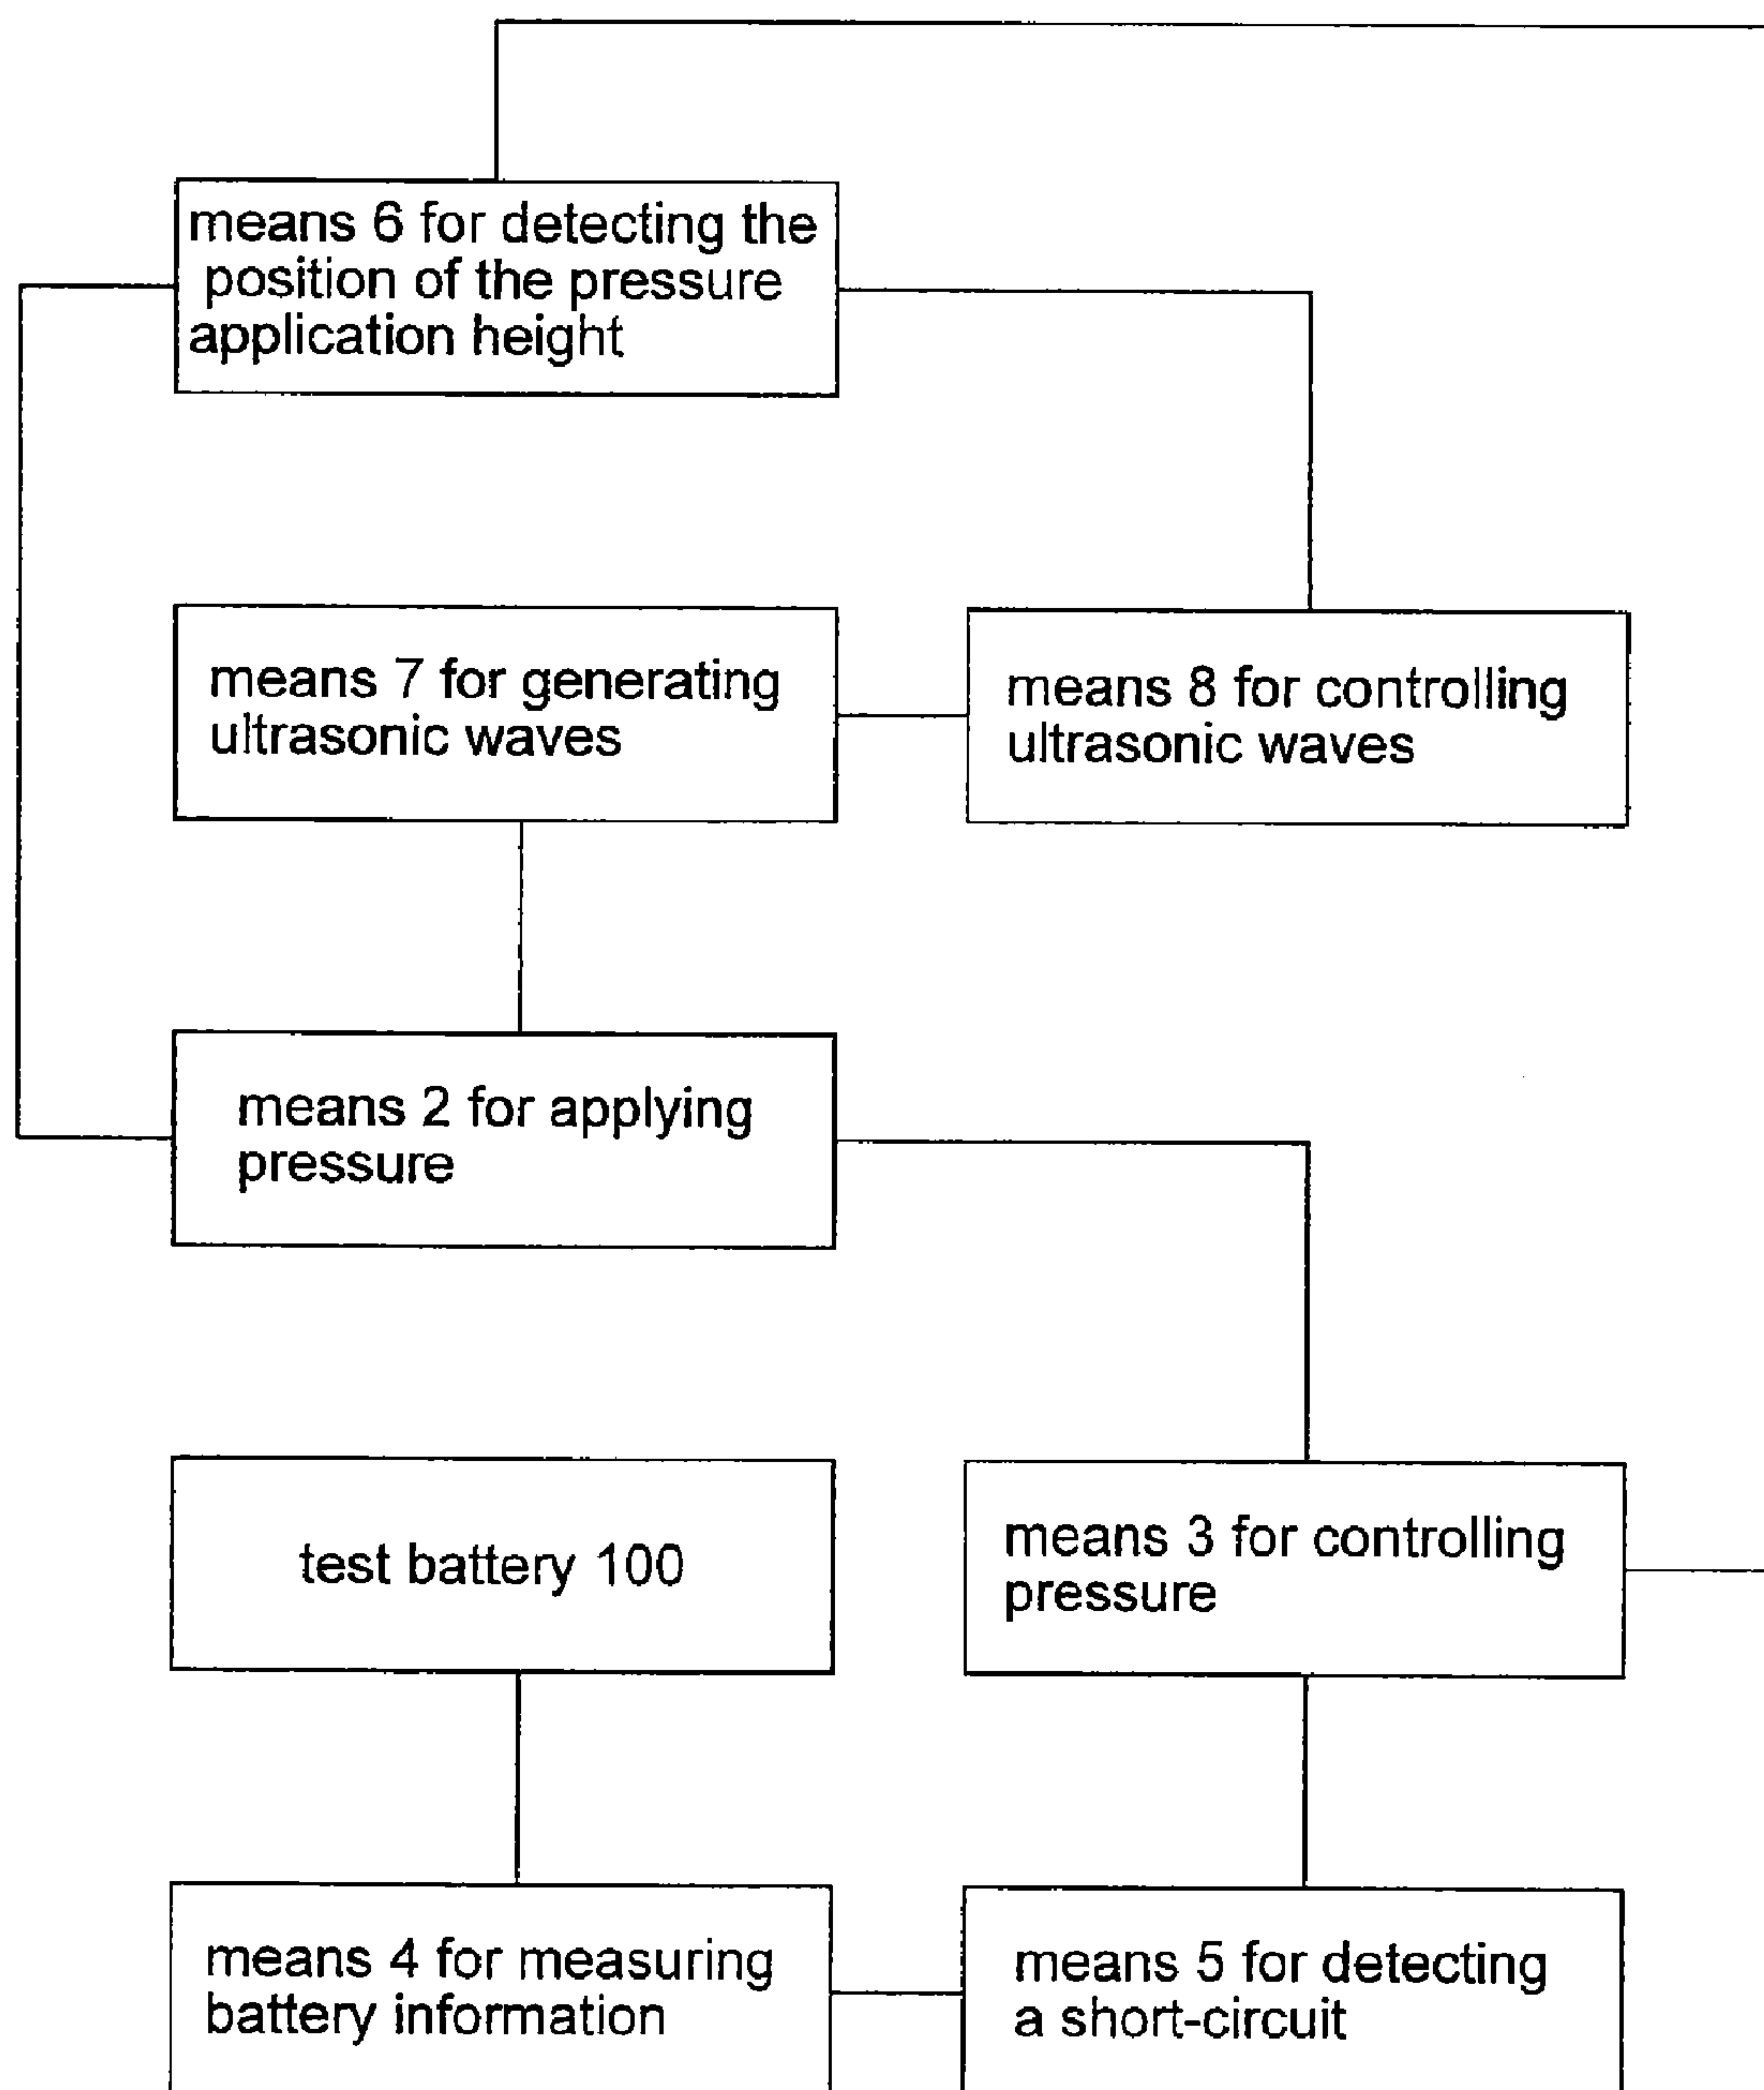 means 6 for detecting the
position of the pressure
application height
means 7 for generating
ultrasonic waves
means 8 for controlling
ultrasonic waves
means 2 for applying
pressure
test battery 100
means 3 for controlling
pressure
means 4 for measuring
battery information
means 5 for detecting
a short-circuit